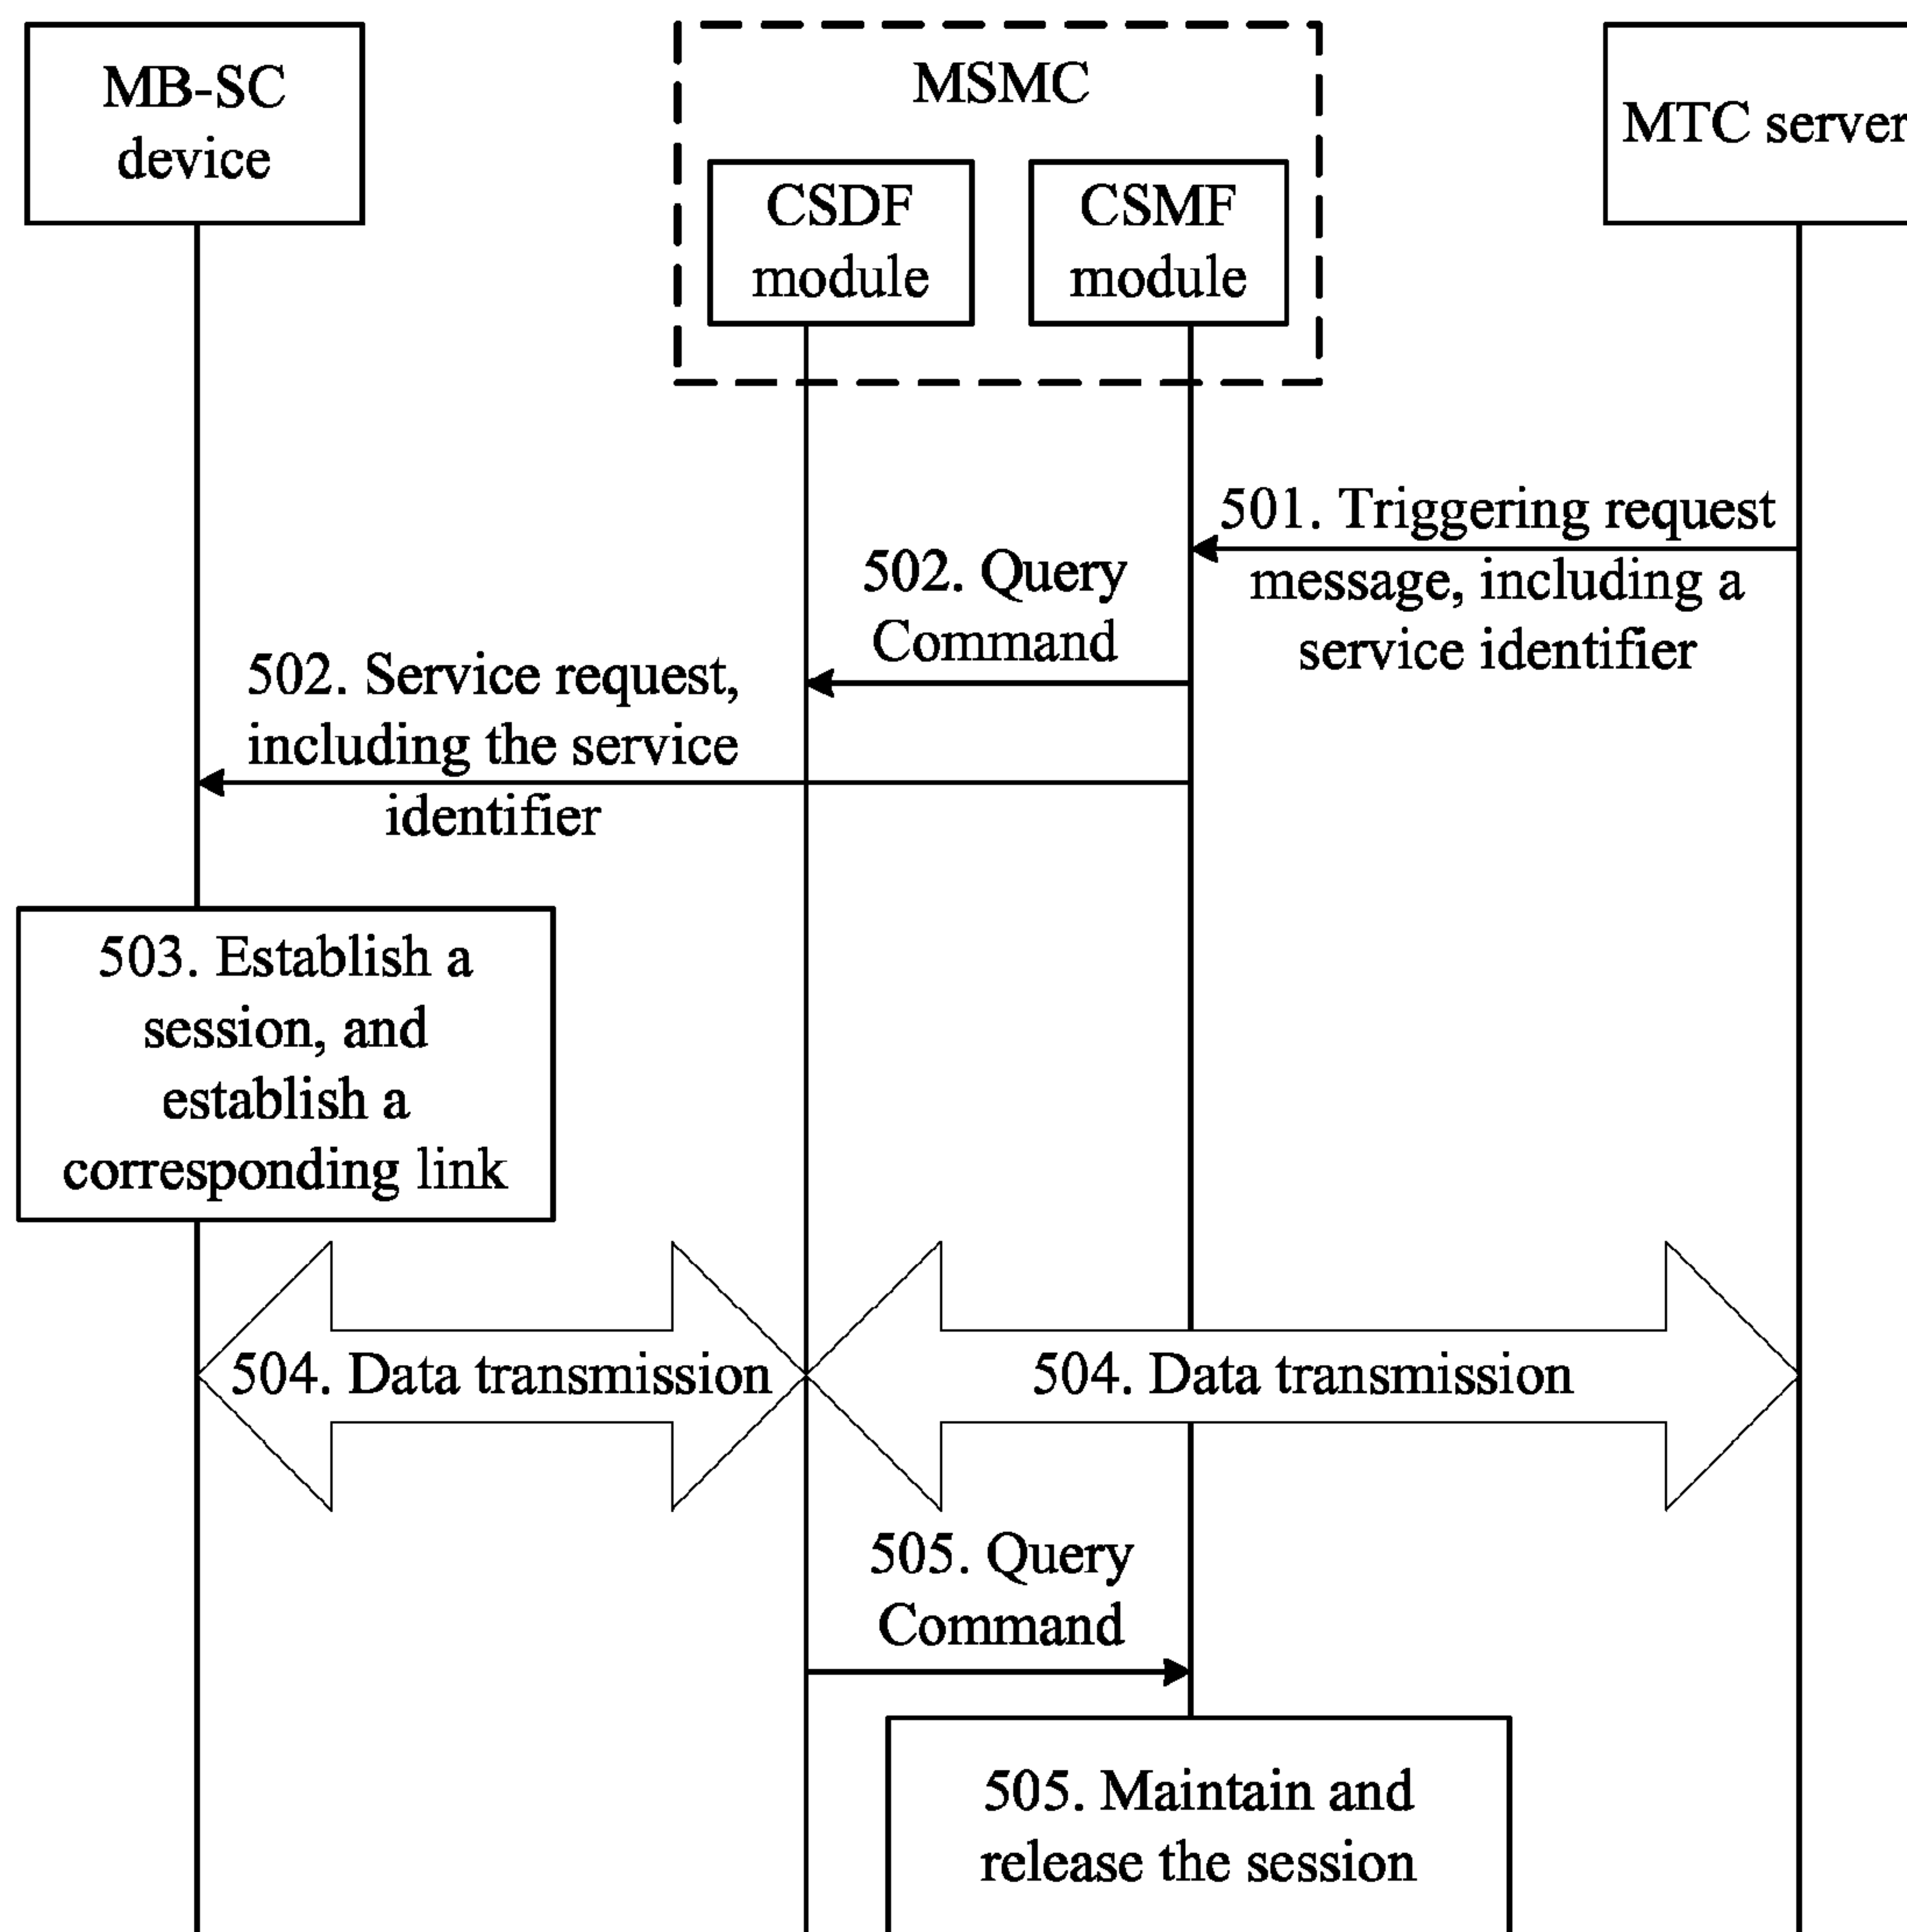 MB-SC
device
MSMC
CSDF
module
CSMF
module
MTC server
501. Triggering request
message, including a
service identifier
502. Query
Command
502. Service request,
including the service
identifier
503. Establish a
session, and
establish a
corresponding link
504. Data transmission
504. Data transmission
505. Query
Command
505. Maintain and
release the session